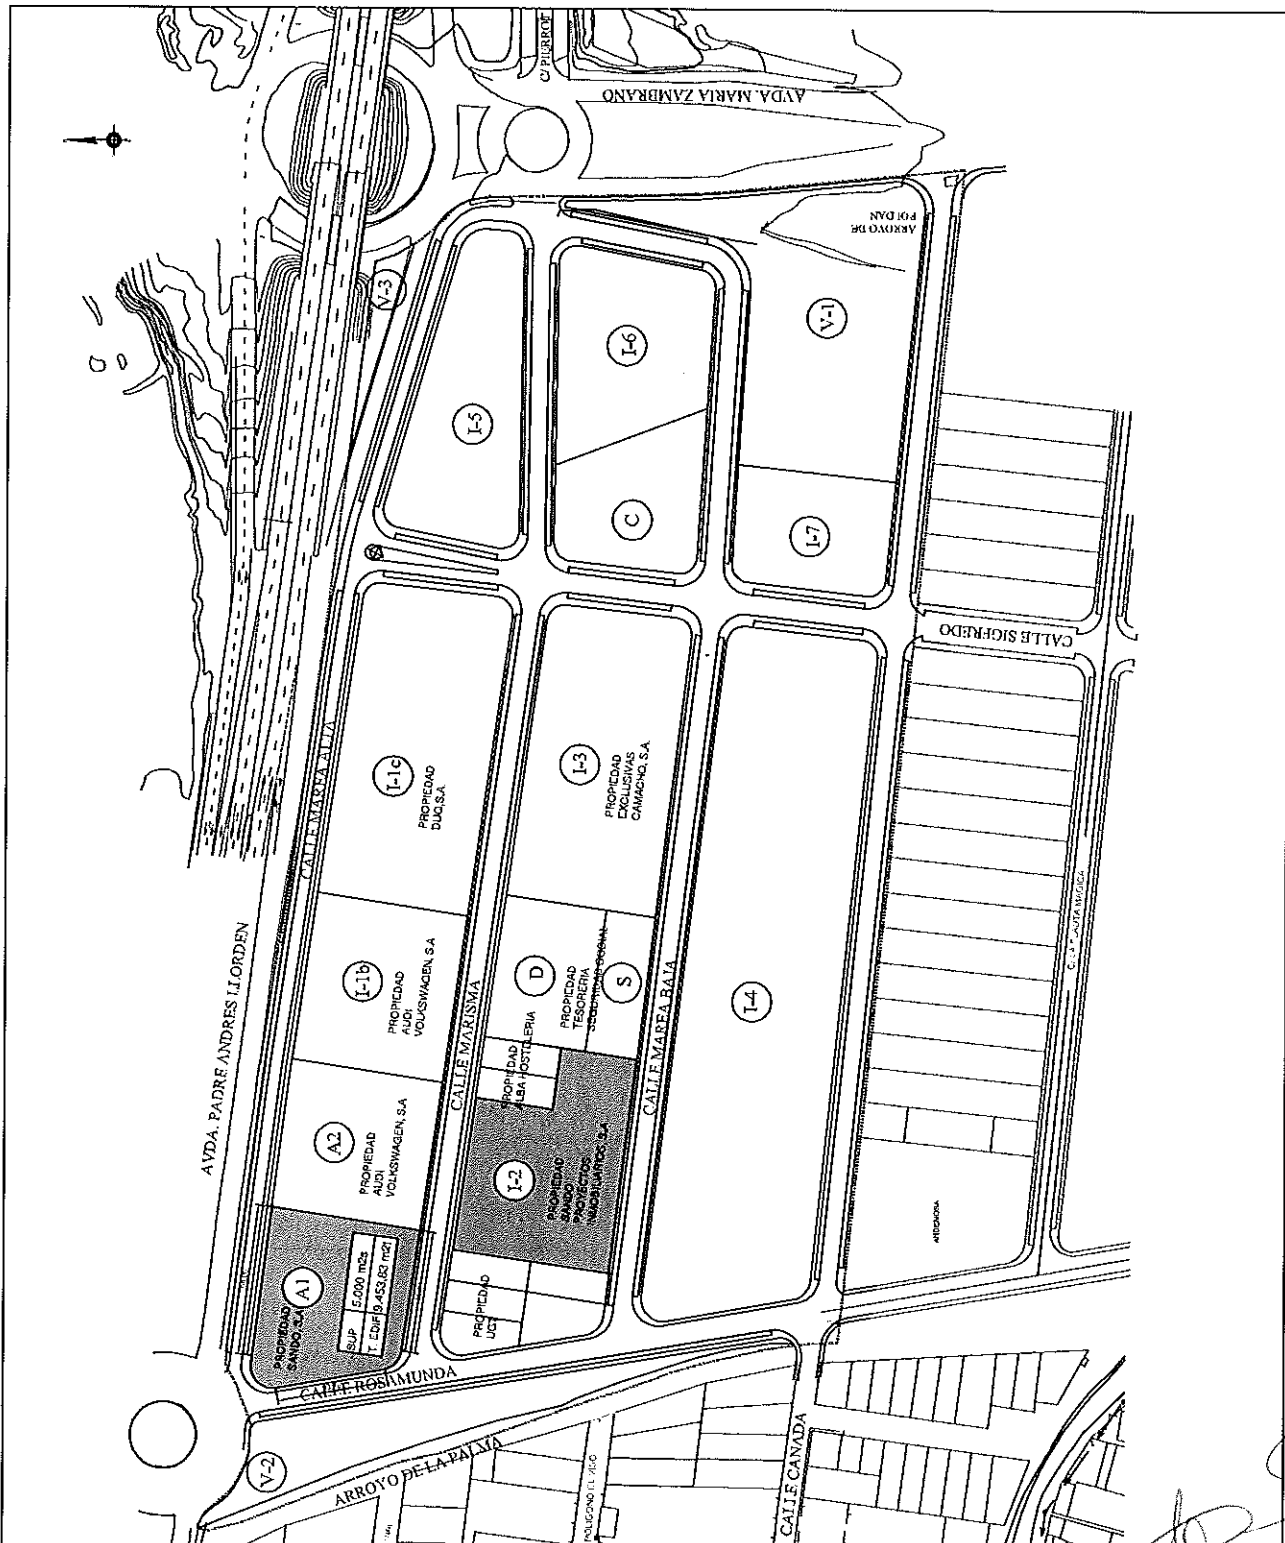 C/ PIERROT
AVDA. MARIA ZAMBRANO
ARROYO DE
V-3
I-6
V-1
I-5
C
I-7
CALLE SIGFREDO
CALLE MAREA ALTA
I-1c
PROPIEDAD
DUO,S.A.
I-3
PROPIEDAD
EXCLUSIVAS
CAMACHO, S.A.
AVDA. PADRE ANDRES LLORDEN
I-1b
PROPIEDAD
AUDI
VOLKSWAGEN, S.A
CALLE MARISMA
D
PROPIEDAD
TESORERIA
SEGURIDAD SOCIAL
S
CALLE MAREA BAJA
I-4
PROPIEDAD
ALBA HOSTELERIA
A2
PROPIEDAD
AUDI
VOLKSWAGEN, S.A
I-2
PROPIEDAD
SANDO
PROYECTOS
INMOBILIARIOS, S.A.
A1
PROPIEDAD
SANDO, S.A
SUP 5.000 m2s
T. EDIF 9.453,83 m2t
PROPIEDAD
UGT
CALLE ROSAMUNDA
V-2
ARROYO DE LA PALMA
CALLE CANADA